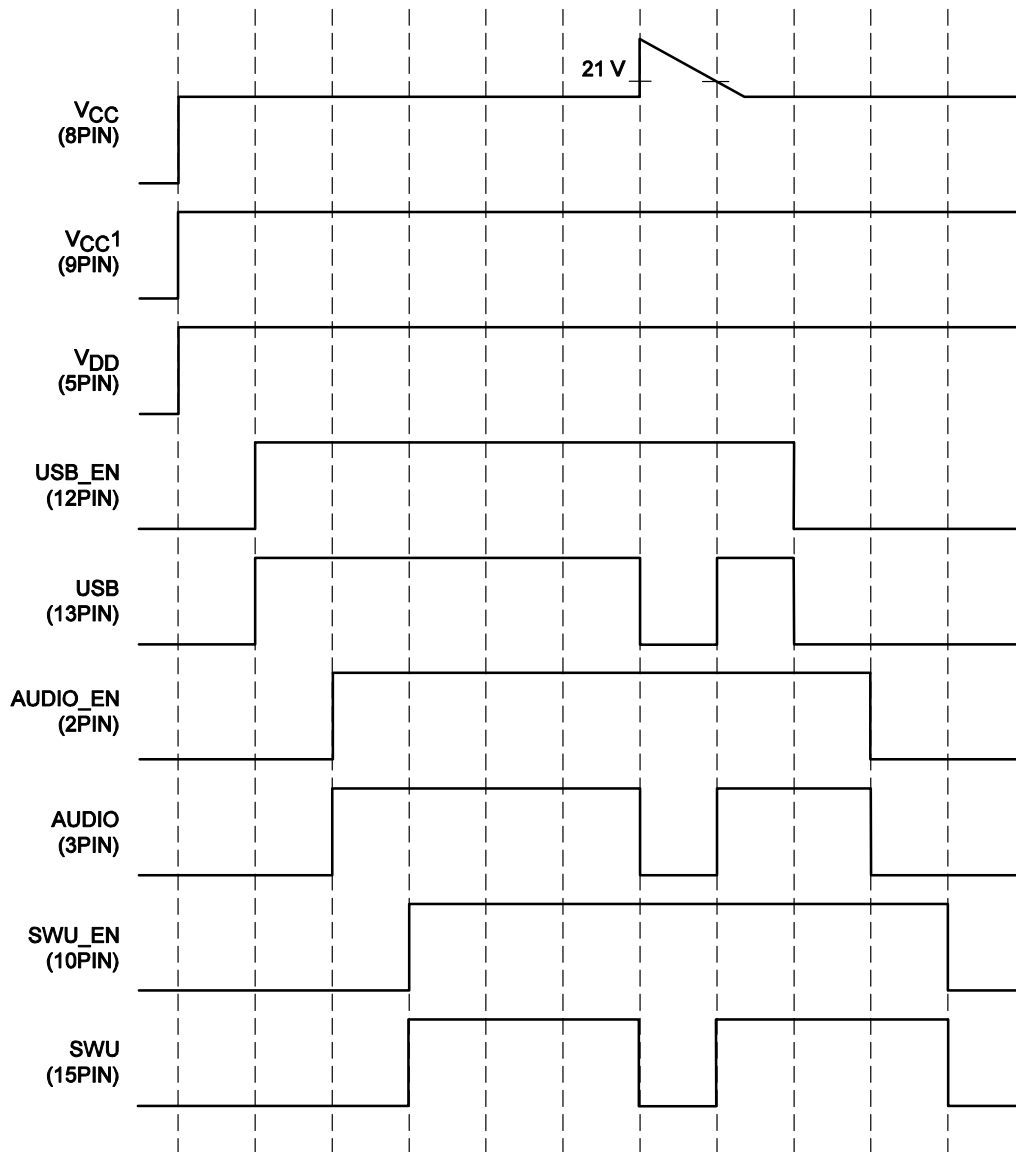 21 V
VCC
(8PIN)
VCC1
(9PIN)
VDD
(5PIN)
USB_EN
(12PIN)
USB
(13PIN)
AUDIO_EN
(2PIN)
AUDIO
(3PIN)
SWU_EN
(10PIN)
SWU
(15PIN)